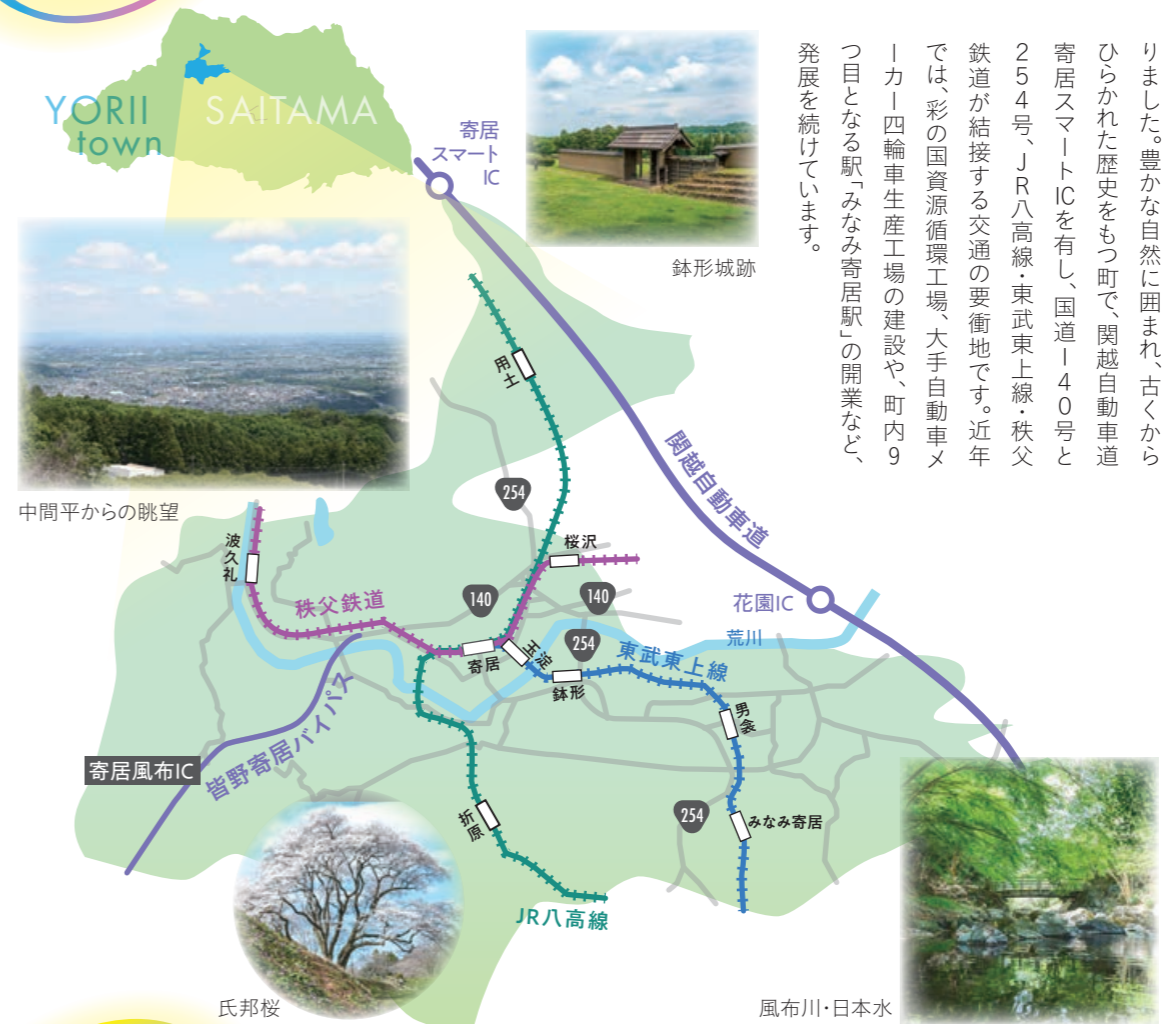 りました。豊かな自然に囲まれ、古くから
ひらかれた歴史をもつ町で、関越自動車道
寄居スマートICを有し、国道140号と
254号、JR八高線・東武東上線・秩父
鉄道が結接する交通の要衝地です。近年
では、彩の国資源循環工場、大手自動車メ
ーカー四輪車生産工場の建設や、町内9
つ目となる駅「みなみ寄居駅」の開業など、
発展を続けています。
YORII
town
SAITAMA
寄居
スマート
IC
鉢形城跡
中間平からの眺望
用土
254
関越自動車道
波久礼
桜沢
秩父鉄道
140
140
花園IC
荒川
254
寄居
玉淀
鉢形
東武東上線
男衾
皆野寄居バイパス
寄居風布IC
折原
254
みなみ寄居
JR八高線
氏邦桜
風布川・日本水